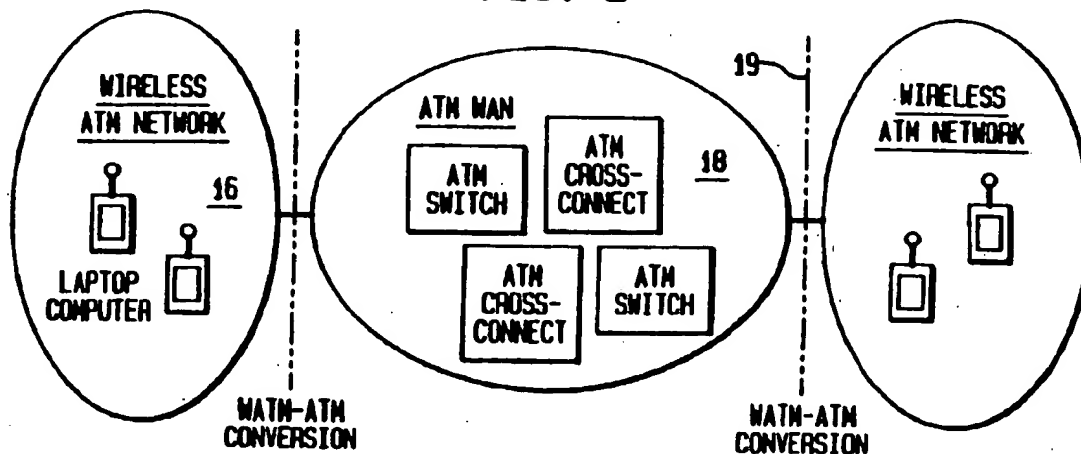 WIRELESS
ATM NETWORK
16
LAPTOP
COMPUTER
WATM-ATM
CONVERSION
ATM WAN
18
ATM
SWITCH
ATM
CROSS-
CONNECT
ATM
CROSS-
CONNECT
ATM
SWITCH
19
WATM-ATM
CONVERSION
WIRELESS
ATM NETWORK